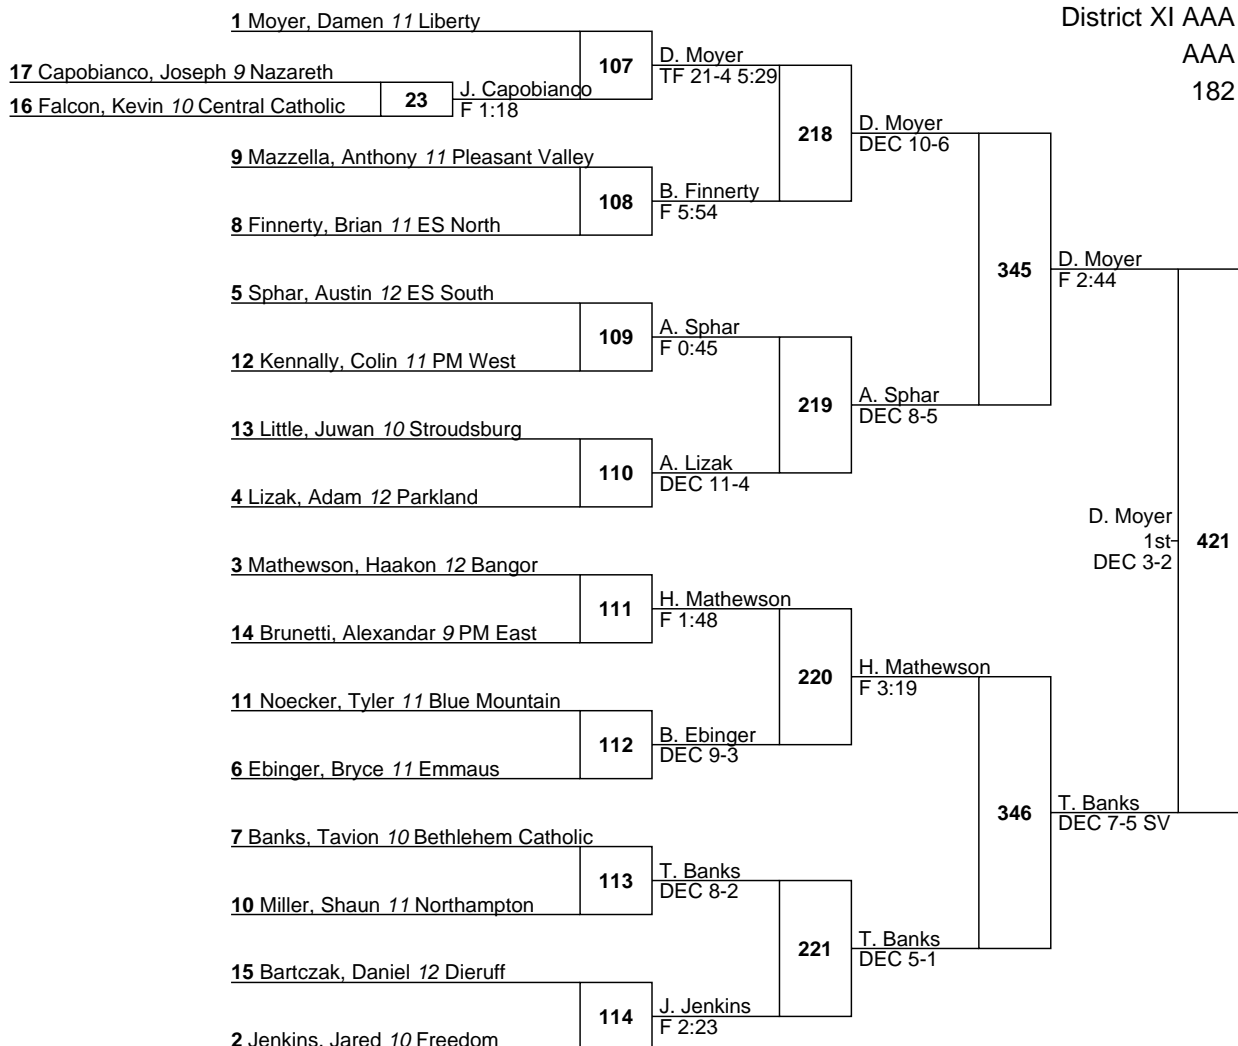 District XI AAA
AAA
182
1 Moyer, Damen 11 Liberty
107
D. Moyer
TF 21-4 5:29
17 Capobianco, Joseph 9 Nazareth
16 Falcon, Kevin 10 Central Catholic
23
J. Capobianco
F 1:18
218
D. Moyer
DEC 10-6
9 Mazzella, Anthony 11 Pleasant Valley
108
B. Finnerty
F 5:54
8 Finnerty, Brian 11 ES North
345
D. Moyer
F 2:44
5 Sphar, Austin 12 ES South
109
A. Sphar
F 0:45
12 Kennally, Colin 11 PM West
219
A. Sphar
DEC 8-5
13 Little, Juwan 10 Stroudsburg
110
A. Lizak
DEC 11-4
4 Lizak, Adam 12 Parkland
D. Moyer
1st
DEC 3-2
421
3 Mathewson, Haakon 12 Bangor
111
H. Mathewson
F 1:48
14 Brunetti, Alexandar 9 PM East
220
H. Mathewson
F 3:19
11 Noecker, Tyler 11 Blue Mountain
112
B. Ebinger
DEC 9-3
6 Ebinger, Bryce 11 Emmaus
346
T. Banks
DEC 7-5 SV
7 Banks, Tavion 10 Bethlehem Catholic
113
T. Banks
DEC 8-2
10 Miller, Shaun 11 Northampton
221
T. Banks
DEC 5-1
15 Bartczak, Daniel 12 Dieruff
114
J. Jenkins
F 2:23
2 Jenkins, Jared 10 Freedom